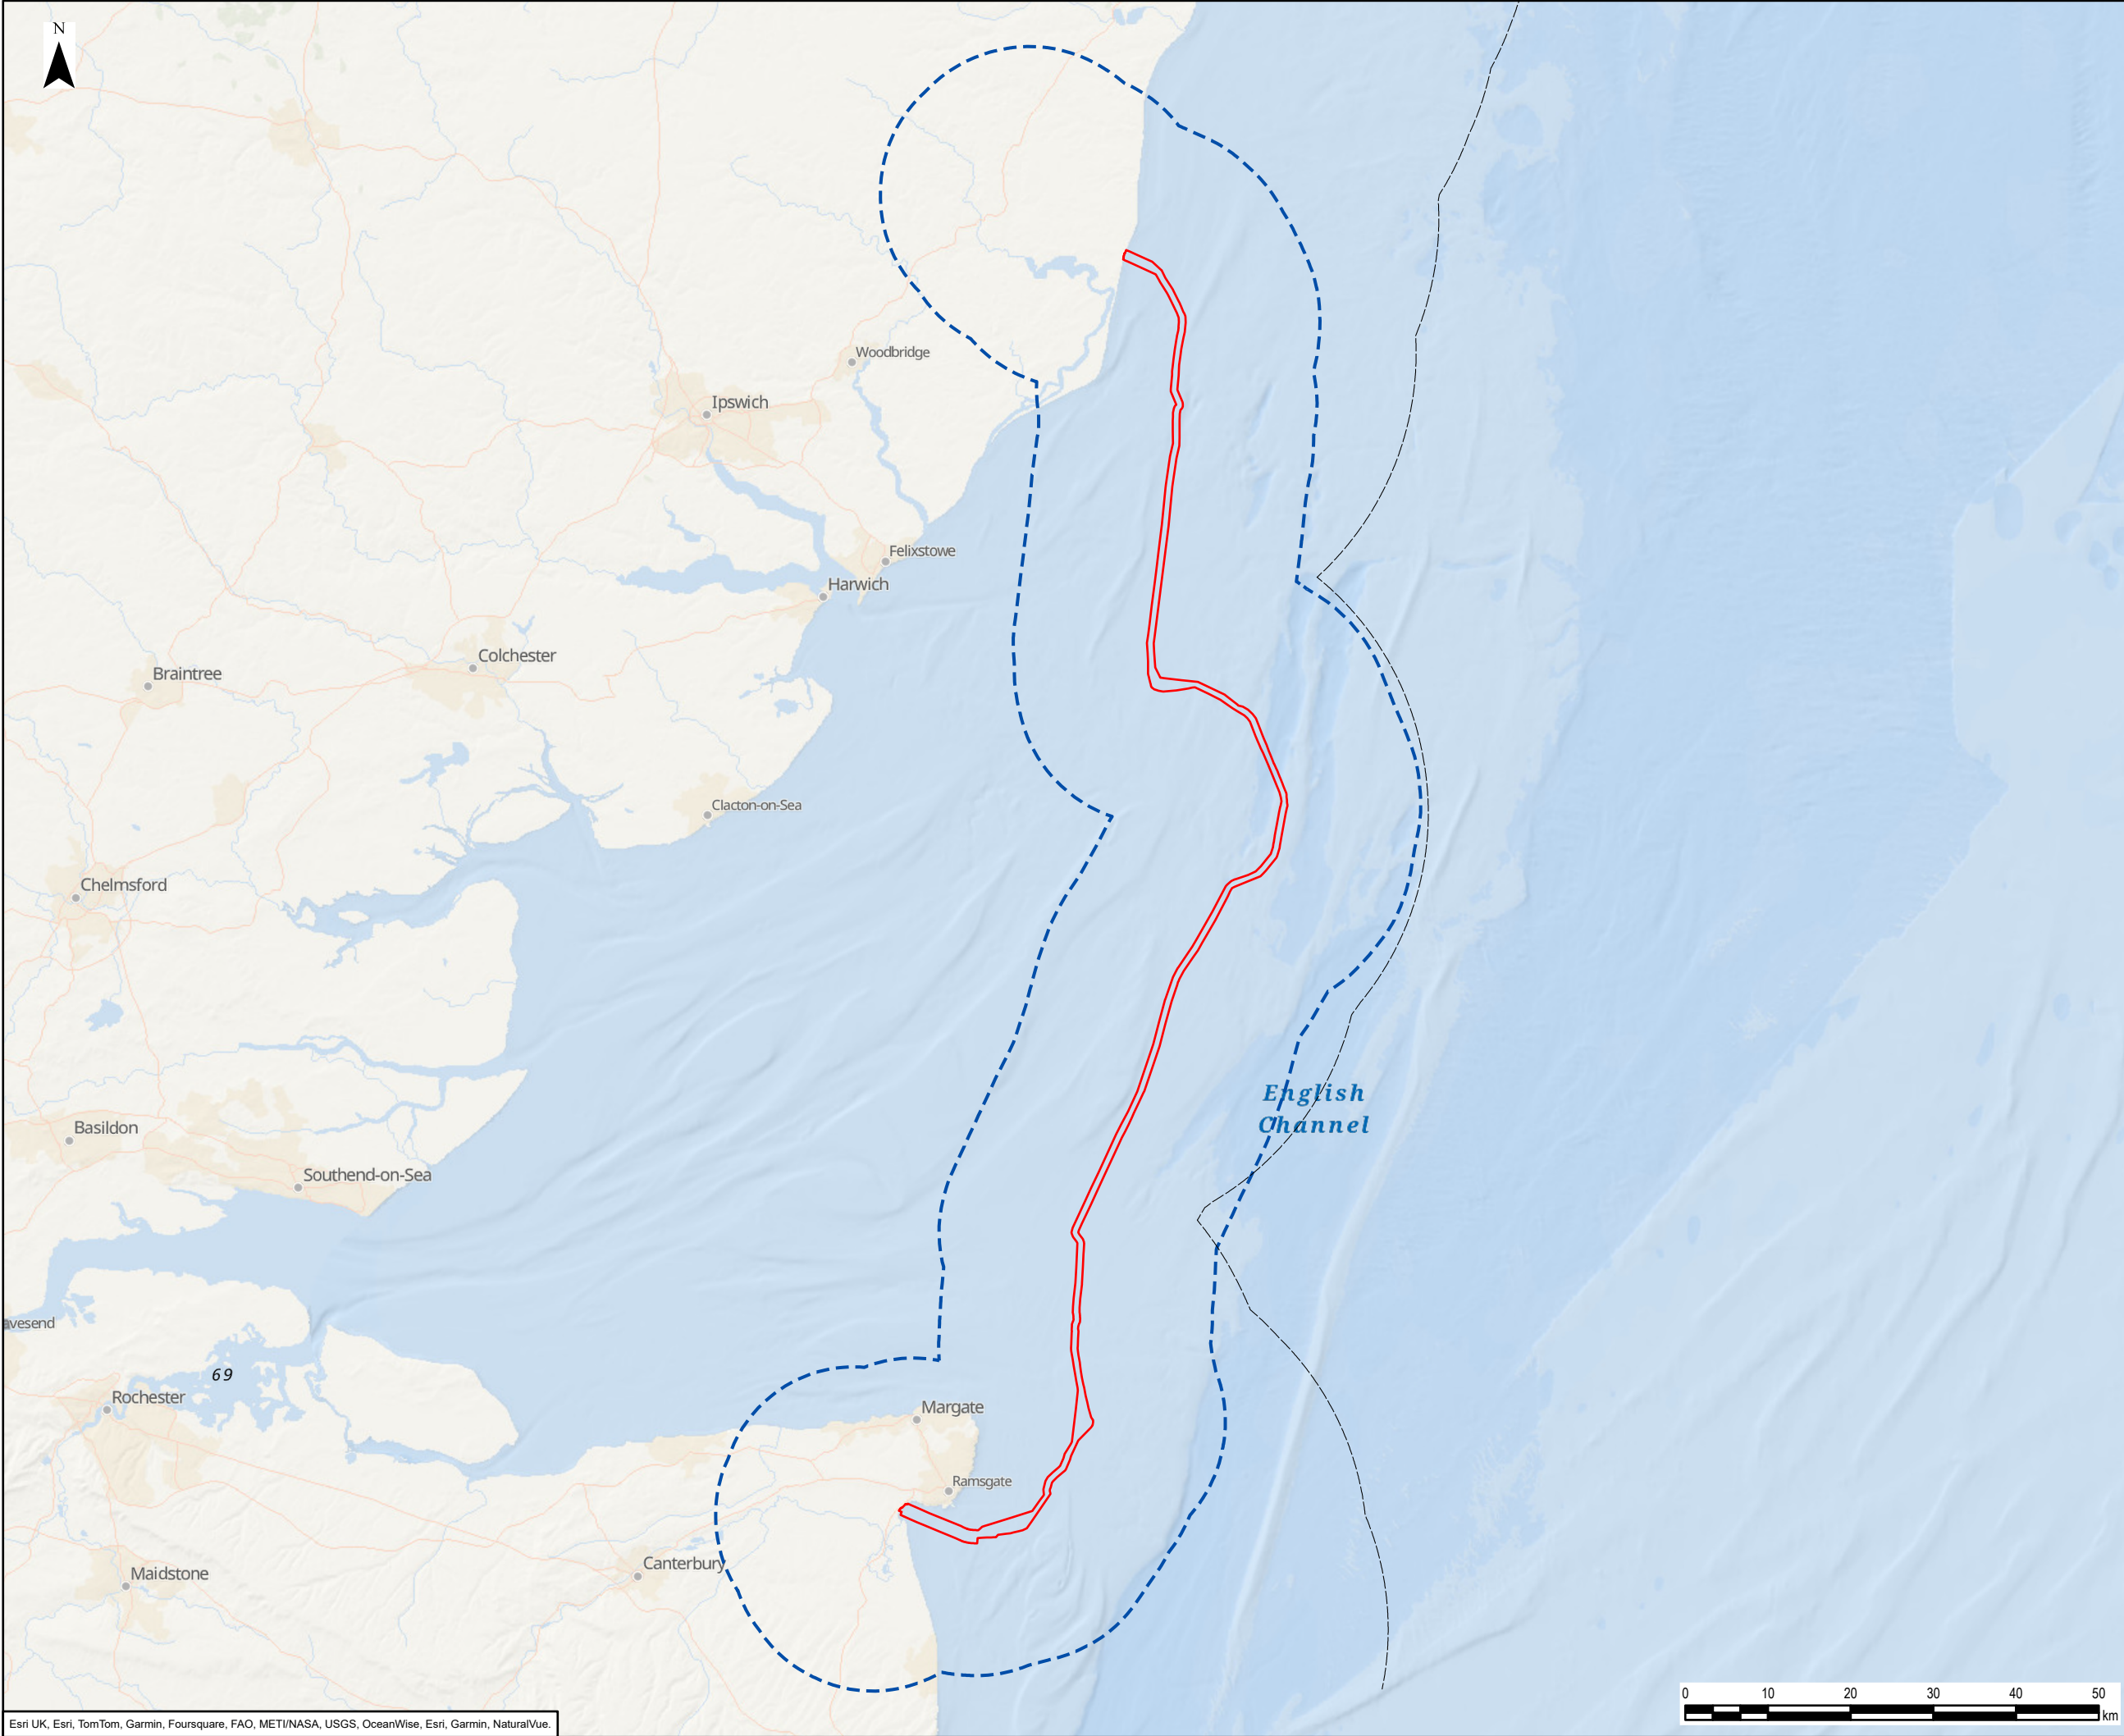 N
Woodbridge
Ipswich
Felixstowe
Harwich
Colchester
Braintree
Clacton-on-Sea
Chelmsford
English
Channel
Basildon
Southend-on-Sea
avesend
69
Rochester
Margate
Ramsgate
Canterbury
Maidstone
0 10 20 30 40 50
km
Esri UK, Esri, TomTom, Garmin, Foursquare, FAO, METI/NASA, USGS, OceanWise, Esri, Garmin, NaturalVue.